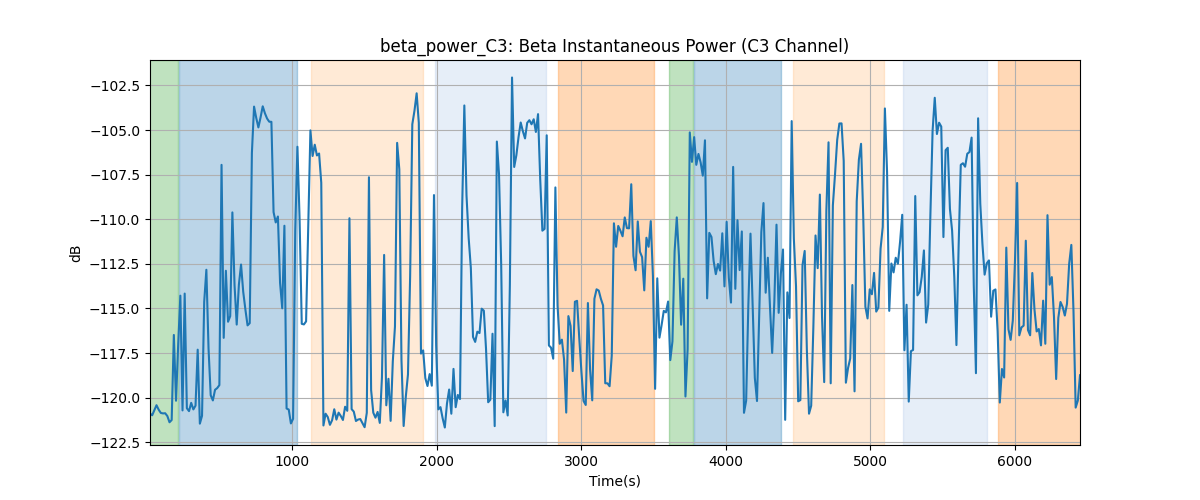 beta_power_C3: Beta Instantaneous Power (C3 Channel)
−102.5
−105.0
−107.5
−110.0
−112.5
−115.0
−117.5
−120.0
−122.5
dB
1000 2000 3000 4000 5000 6000
Time(s)